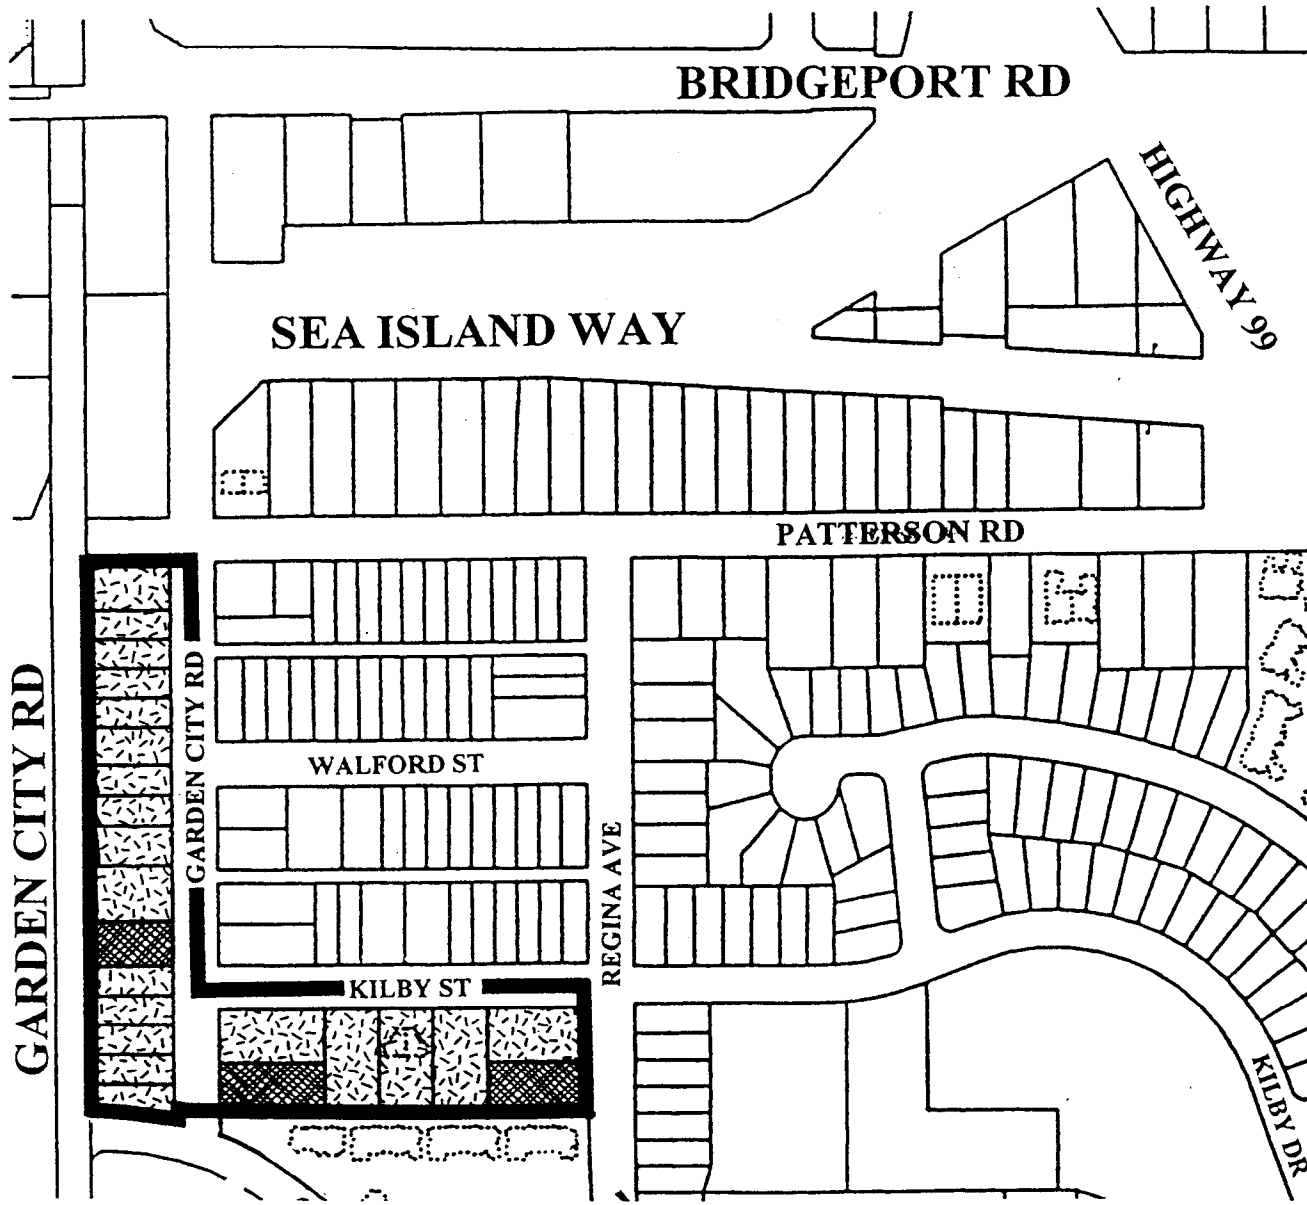 BRIDGEPORT RD
HIGHWAY 99
SEA ISLAND WAY
PATTERSON RD
GARDEN CITY RD
GARDEN CITY RD
WALFORD ST
REGINA AVE
KILBY ST
KILBY DR